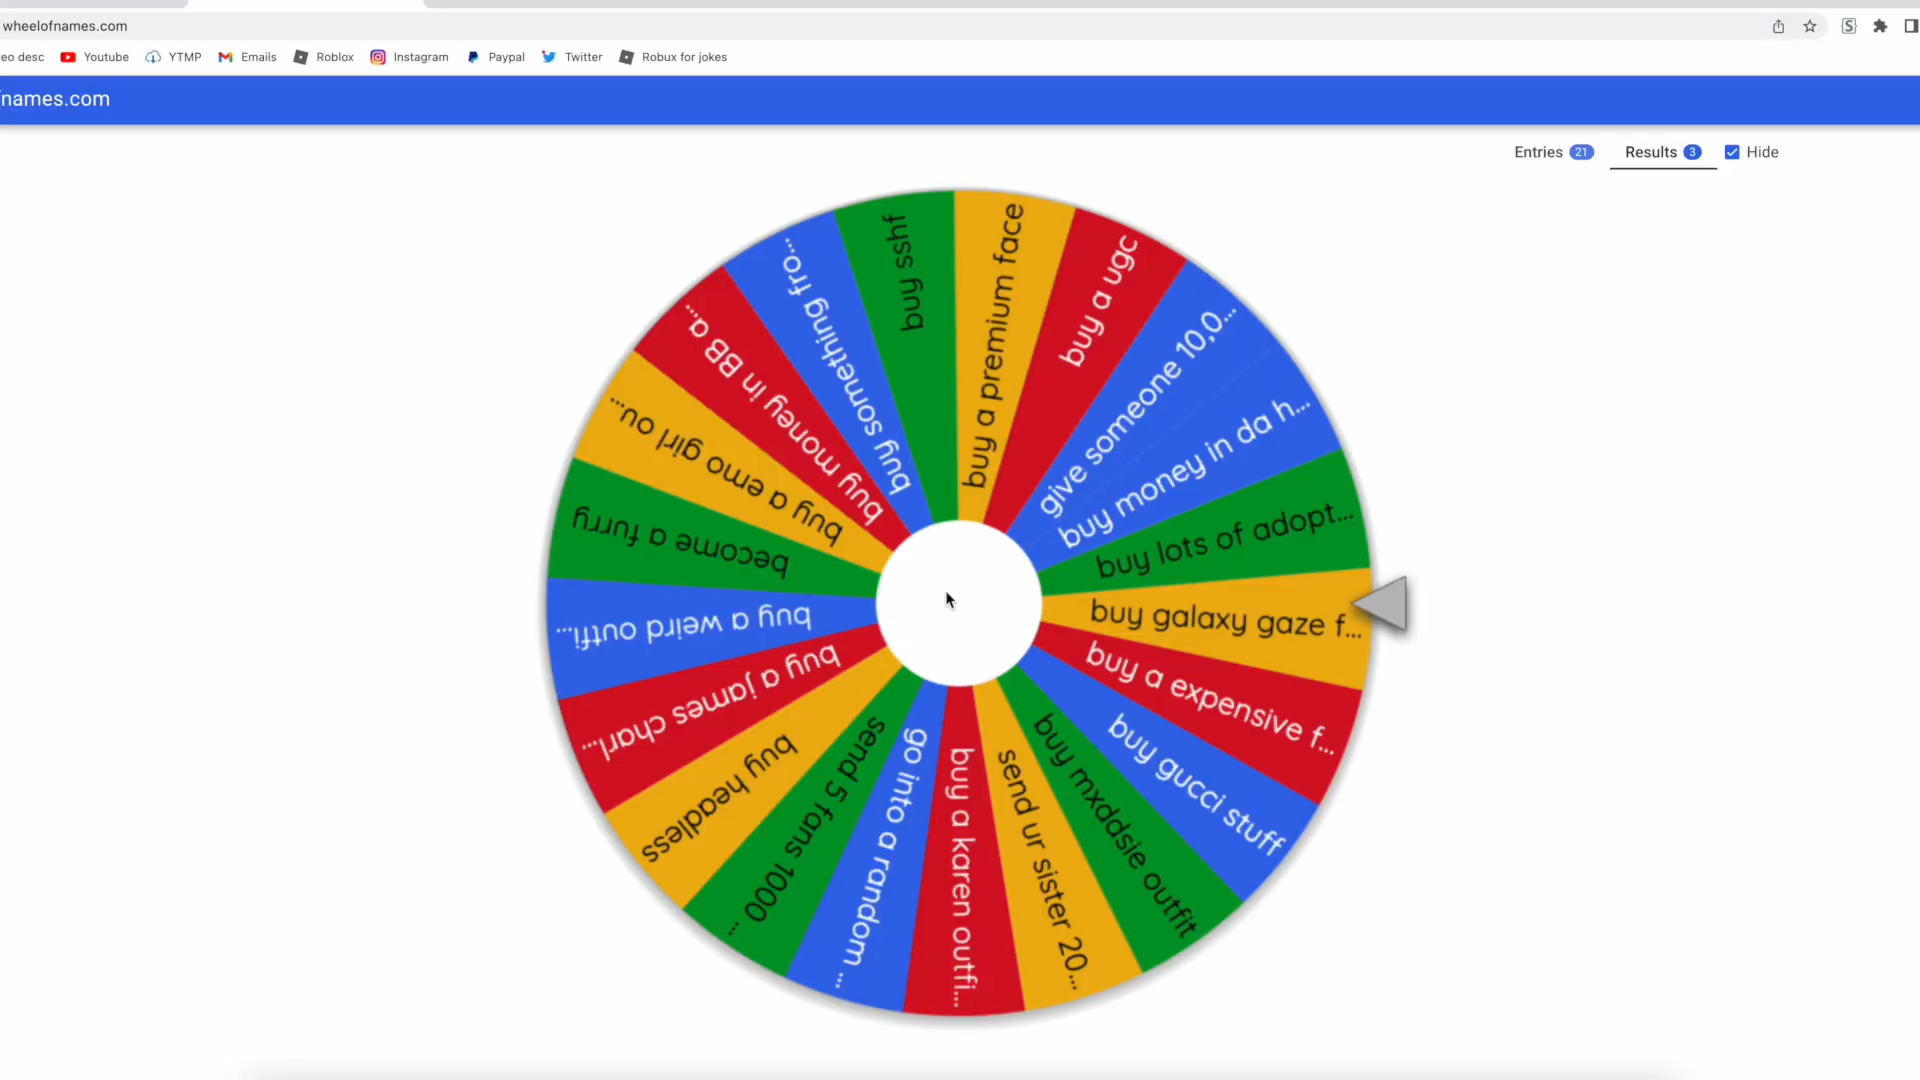 wheelofnames.com
eo desc Youtube YTMP Emails Roblox Instagram Paypal Twitter Robux for jokes
names.com
Entries 21 Results 3 Hide
buy sshf
buy a premium face
buy a ugc
give someone 10,0...
buy money in da h...
buy lots of adopt...
buy galaxy gaze f...
buy a expensive f...
buy gucci stuff
buy mxddsie outfit
send ur sister 20...
buy a karen outfi...
go into a random ...
send 5 fans 1000 ...
buy headless
buy a james charl...
buy a weird outfi...
become a furry
buy a emo girl ou...
buy money in BB a...
buy something fro...